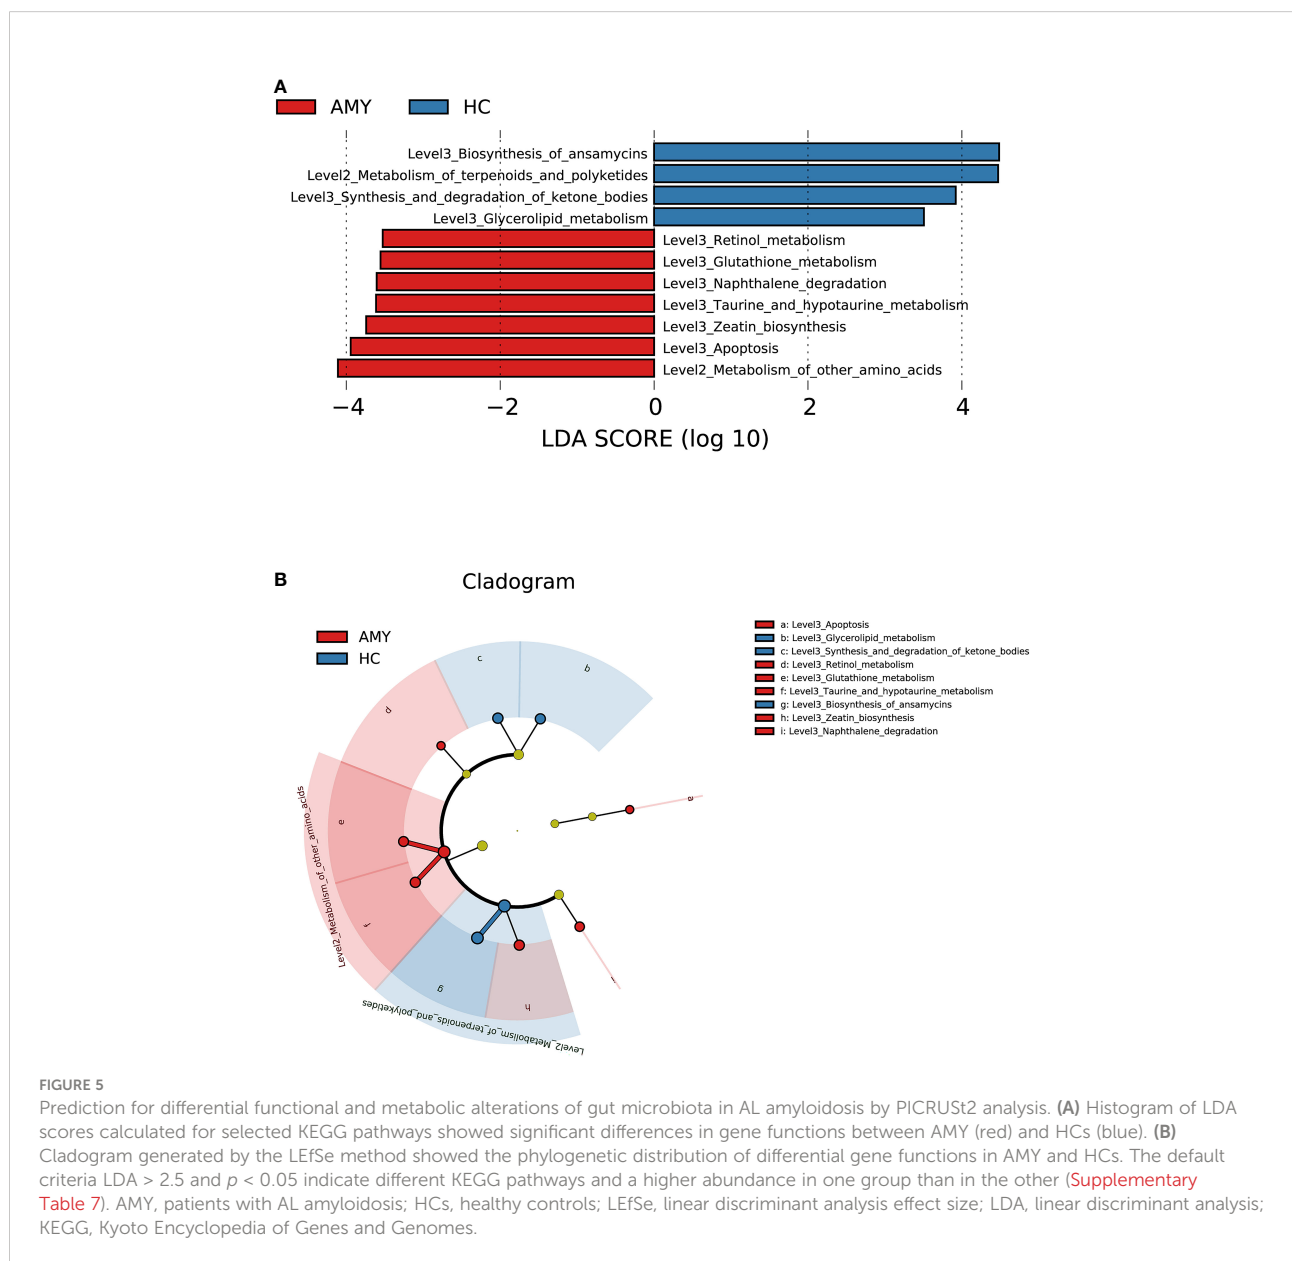 A
AMY HC
Level3_Biosynthesis_of_ansamycins
Level2_Metabolism_of_terpenoids_and_polyketides
Level3_Synthesis_and_degradation_of_ketone_bodies
Level3_Glycerolipid_metabolism
Level3_Retinol_metabolism
Level3_Glutathione_metabolism
Level3_Naphthalene_degradation
Level3_Taurine_and_hypotaurine_metabolism
Level3_Zeatin_biosynthesis
Level3_Apoptosis
Level2_Metabolism_of_other_amino_acids
−4 −2 0 2 4
LDA SCORE (log 10)
B
Cladogram
AMY
HC
a: Level3_Apoptosis
b: Level3_Glycerolipid_metabolism
c: Level3_Synthesis_and_degradation_of_ketone_bodies
d: Level3_Retinol_metabolism
e: Level3_Glutathione_metabolism
f: Level3_Taurine_and_hypotaurine_metabolism
g: Level3_Biosynthesis_of_ansamycins
h: Level3_Zeatin_biosynthesis
i: Level3_Naphthalene_degradation
c
b
d
a
e
f
g
h
i
Level2_Metabolism_of_other_amino_acids
Level2_Metabolism_of_terpenoids_and_polyketides
FIGURE 5
Prediction for differential functional and metabolic alterations of gut microbiota in AL amyloidosis by PICRUSt2 analysis. (A) Histogram of LDA
scores calculated for selected KEGG pathways showed significant differences in gene functions between AMY (red) and HCs (blue). (B)
Cladogram generated by the LEfSe method showed the phylogenetic distribution of differential gene functions in AMY and HCs. The default
criteria LDA > 2.5 and p < 0.05 indicate different KEGG pathways and a higher abundance in one group than in the other (Supplementary
Table 7). AMY, patients with AL amyloidosis; HCs, healthy controls; LEfSe, linear discriminant analysis effect size; LDA, linear discriminant analysis;
KEGG, Kyoto Encyclopedia of Genes and Genomes.